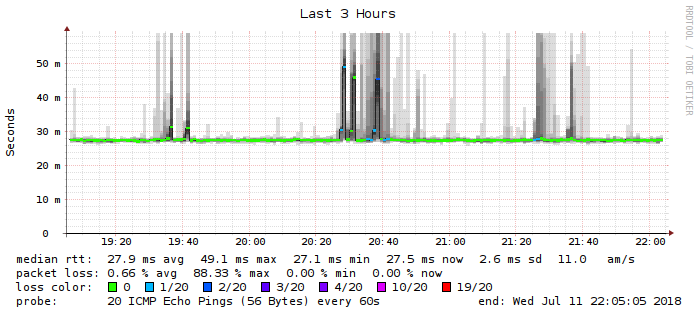 Last 3 Hours
RRDTOOL / TOBI OETIKER
Seconds
50 m
40 m
30 m
20 m
10 m
0
19:20 19:40 20:00 20:20 20:40 21:00 21:20 21:40 22:00
median rtt: 27.9 ms avg 49.1 ms max 27.1 ms min 27.5 ms now 2.6 ms sd 11.0 am/s
packet loss: 0.66 % avg 88.33 % max 0.00 % min 0.00 % now
loss color: 0 1/20 2/20 3/20 4/20 10/20 19/20
probe: 20 ICMP Echo Pings (56 Bytes) every 60s end: Wed Jul 11 22:05:05 2018